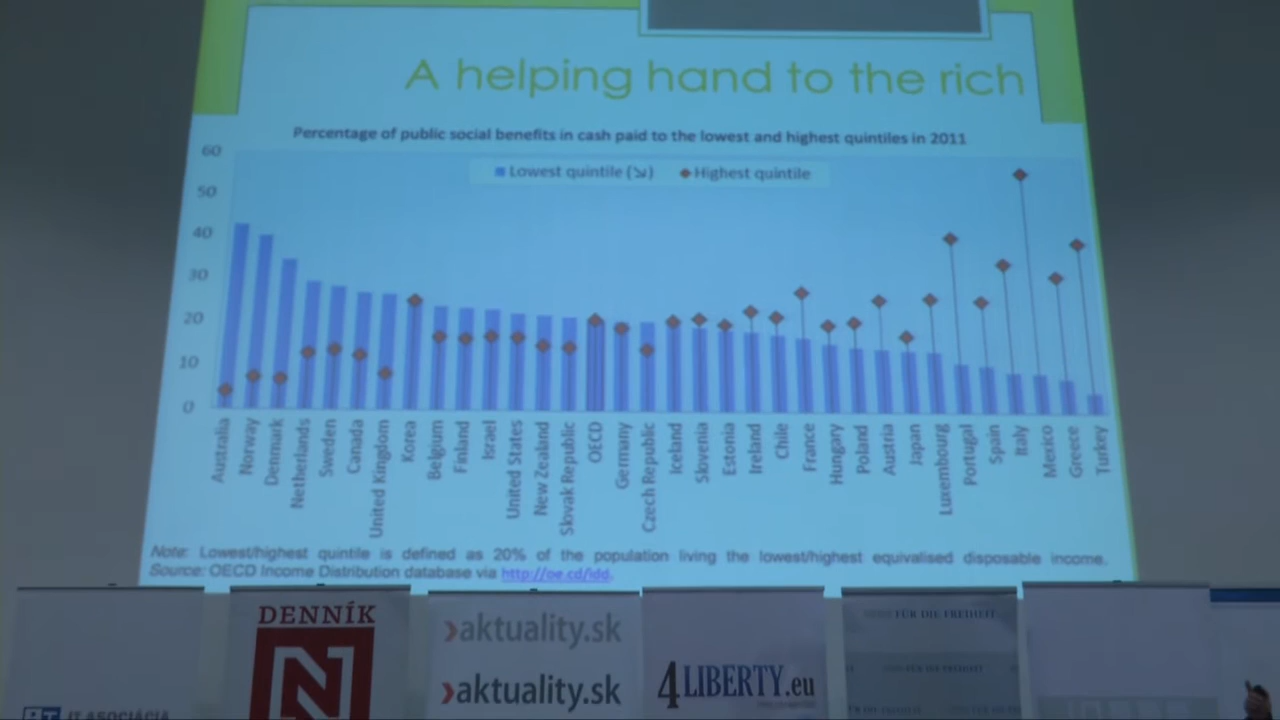 A helping hand to the rich
Percentage of public social benefits in cash paid to the lowest and highest quintiles in 2011
60
50
40
30
20
10
0
Lowest quintile (↘)
Highest quintile
Australia
Norway
Denmark
Netherlands
Sweden
Canada
United Kingdom
Korea
Belgium
Finland
Israel
United States
New Zealand
Slovak Republic
OECD
Germany
Czech Republic
Iceland
Slovenia
Estonia
Ireland
Chile
France
Hungary
Poland
Austria
Japan
Luxembourg
Portugal
Spain
Italy
Mexico
Greece
Turkey
Note: Lowest/highest quintile is defined as 20% of the population living the lowest/highest equivalised disposable income.
Source: OECD Income Distribution database via http://oe.cd/idd.
IT ASOCIÁCIA
DENNÍK
N
aktuality.sk
aktuality.sk
4LIBERTY.eu
FÜR DIE FREIHEIT
FÜR DIE FREIHEIT